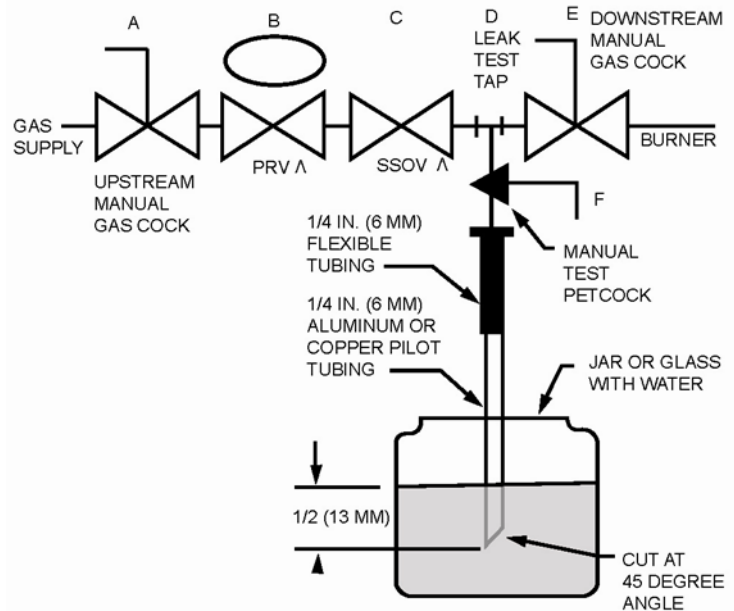 A
B
C
D
LEAK
TEST
TAP
E
DOWNSTREAM
MANUAL
GAS COCK
GAS
SUPPLY
BURNER
PRV Λ
SSOV Λ
UPSTREAM
MANUAL
GAS COCK
F
1/4 IN. (6 MM)
FLEXIBLE
TUBING
MANUAL
TEST
PETCOCK
1/4 IN. (6 MM)
ALUMINUM OR
COPPER PILOT
TUBING
JAR OR GLASS
WITH WATER
1/2 (13 MM)
CUT AT
45 DEGREE
ANGLE